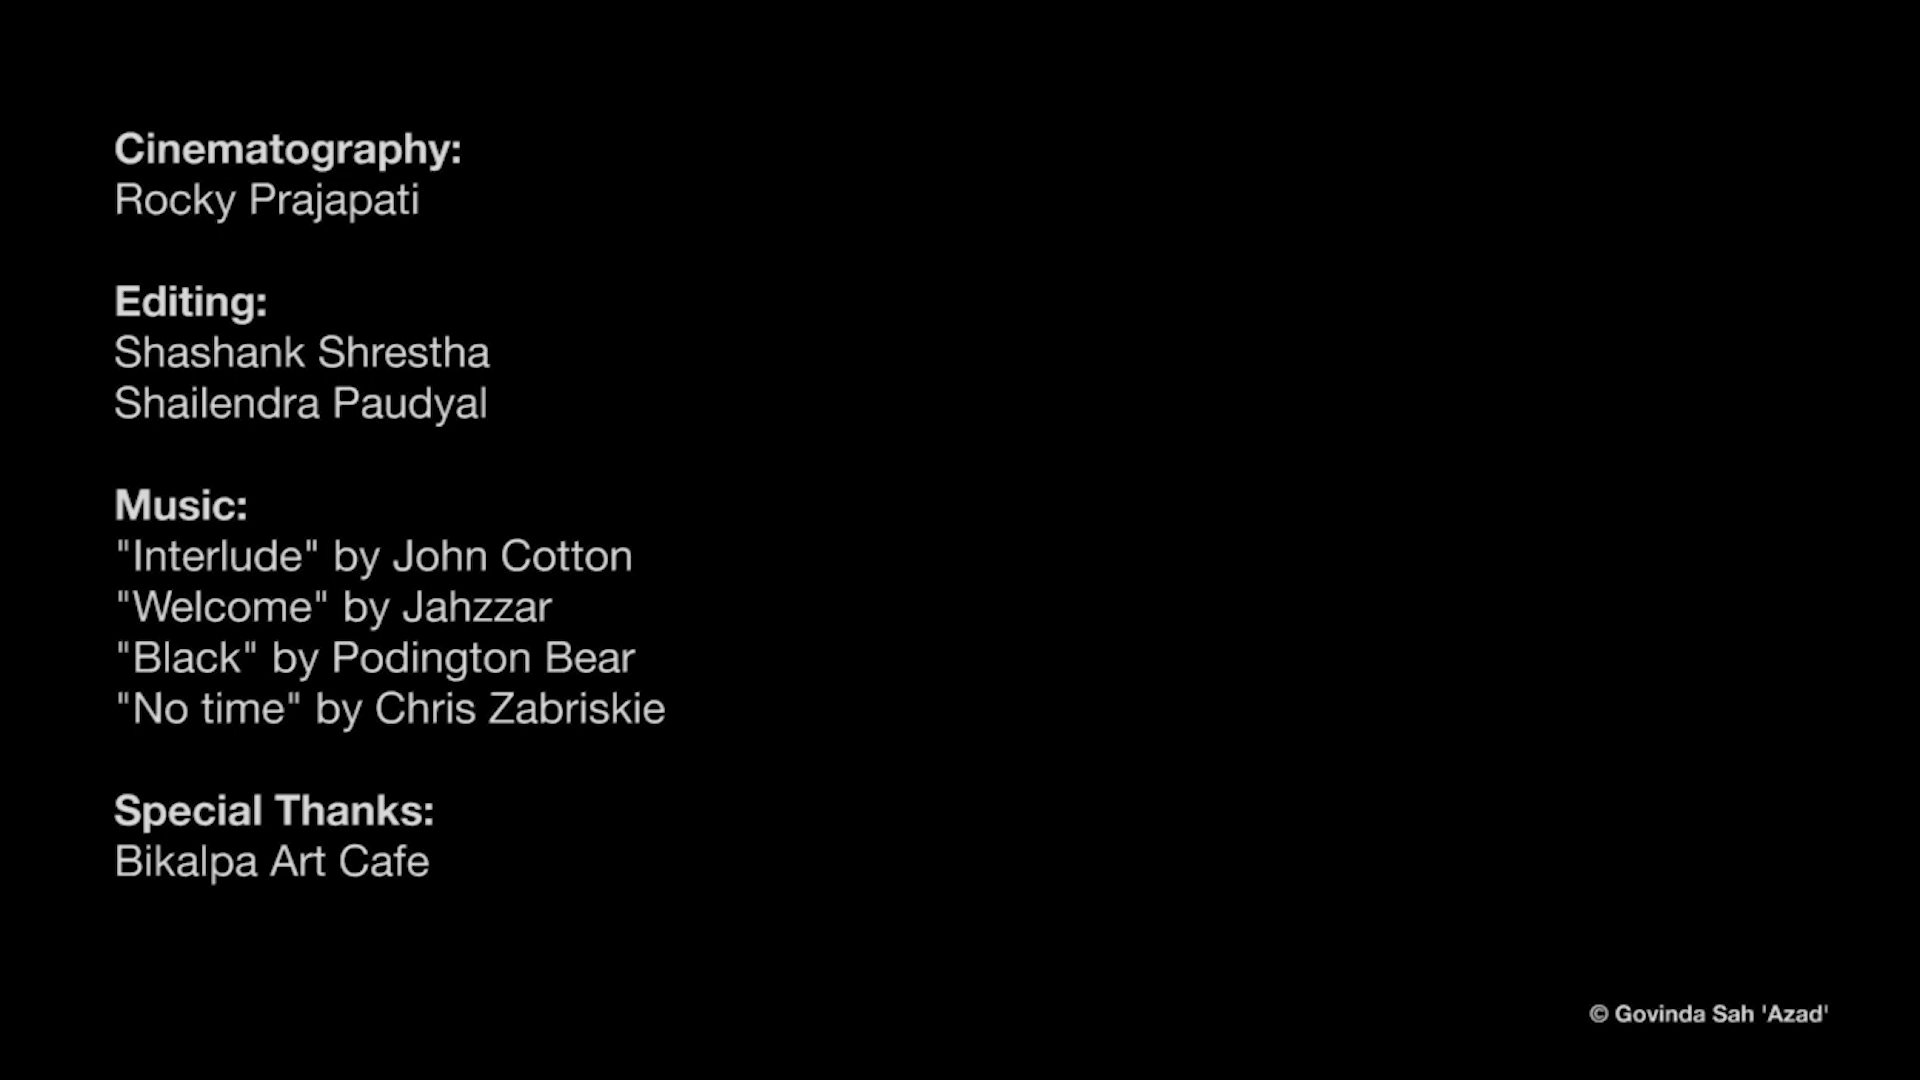 Cinematography:
Rocky Prajapati
Editing:
Shashank Shrestha
Shailendra Paudyal
Music:
"Interlude" by John Cotton
"Welcome" by Jahzzar
"Black" by Podington Bear
"No time" by Chris Zabriskie
Special Thanks:
Bikalpa Art Cafe
© Govinda Sah 'Azad'